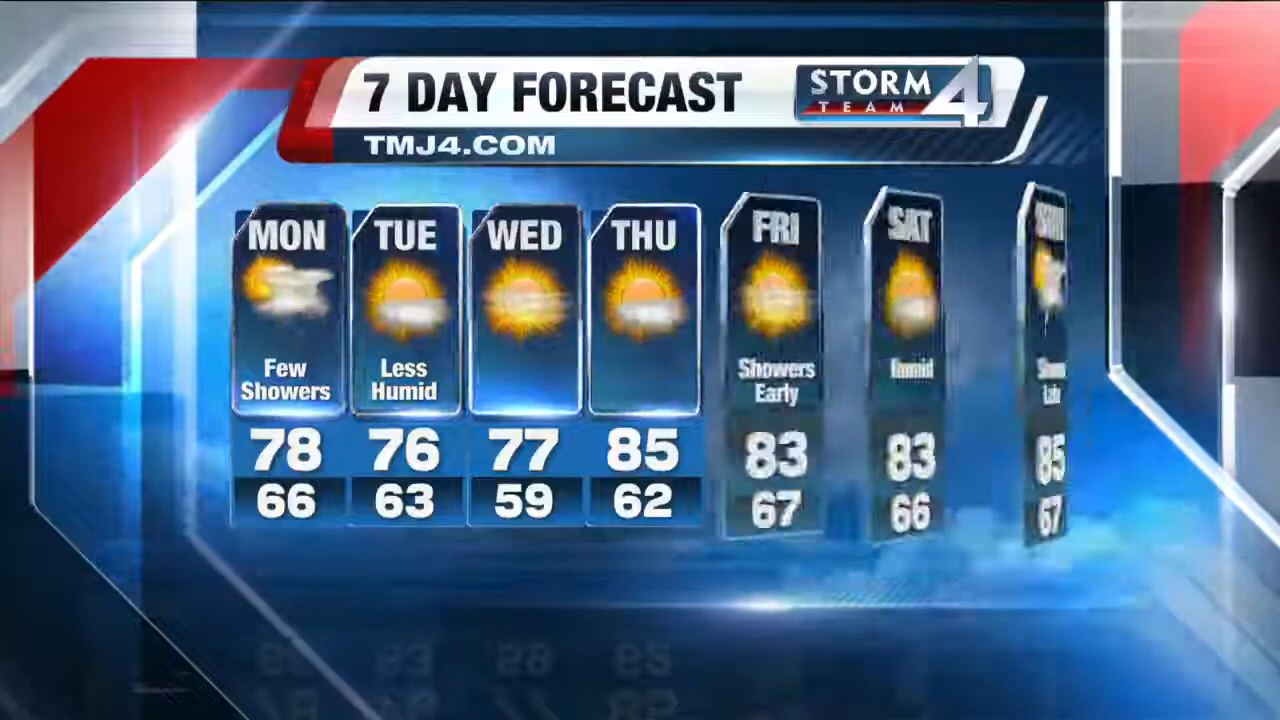 7 DAY FORECAST
STORM
TEAM 4
TMJ4.COM
MON TUE WED THU FRI SAT SUN
Few Less Showers Humid
Showers Humid Early
78 76 77 85 83 83 85
66 63 59 62 67 66 67